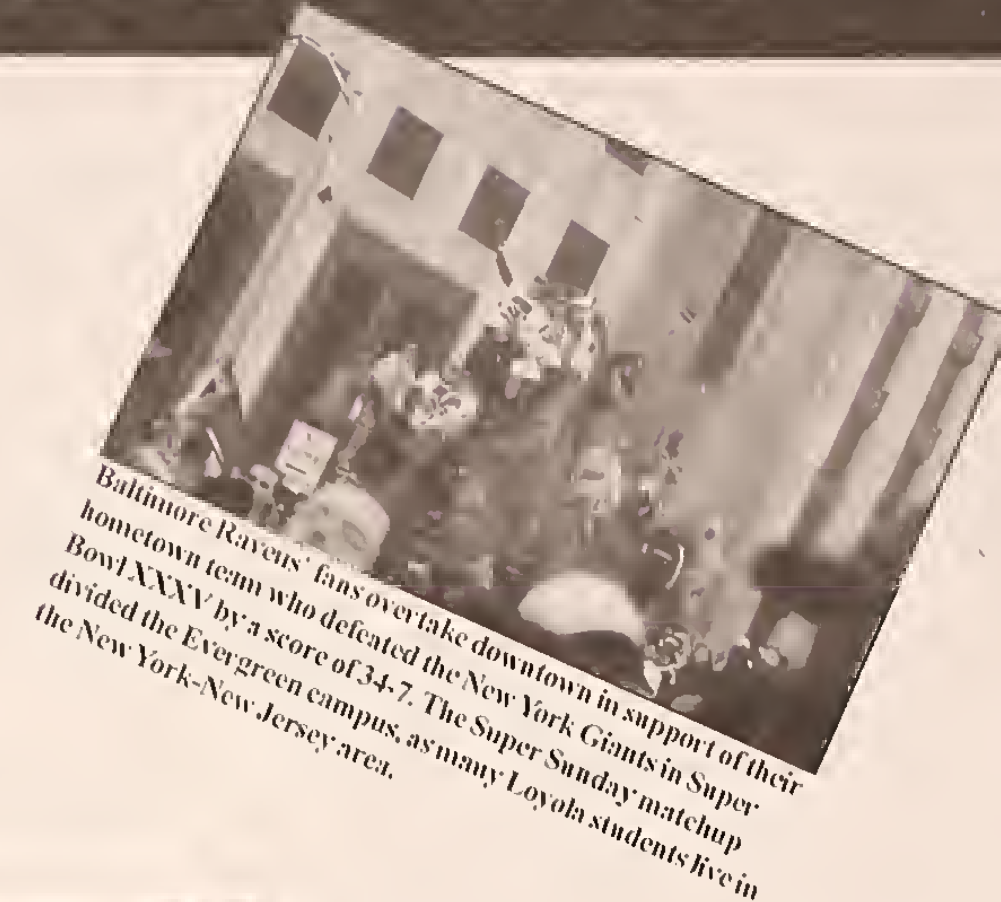 Baltimore Ravens' fans overtake downtown in support of their
hometown team who defeated the New York Giants in Super
Bowl XXXV by a score of 34-7. The Super Sunday matchup
divided the Evergreen campus, as many Loyola students live in
the New York-New Jersey area.